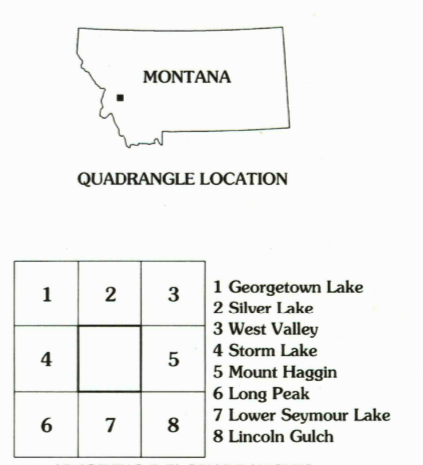 MONTANA
QUADRANGLE LOCATION
1 2 3
4 5
6 7 8
1 Georgetown Lake
2 Silver Lake
3 West Valley
4 Storm Lake
5 Mount Haggin
6 Long Peak
7 Lower Seymour Lake
8 Lincoln Gulch